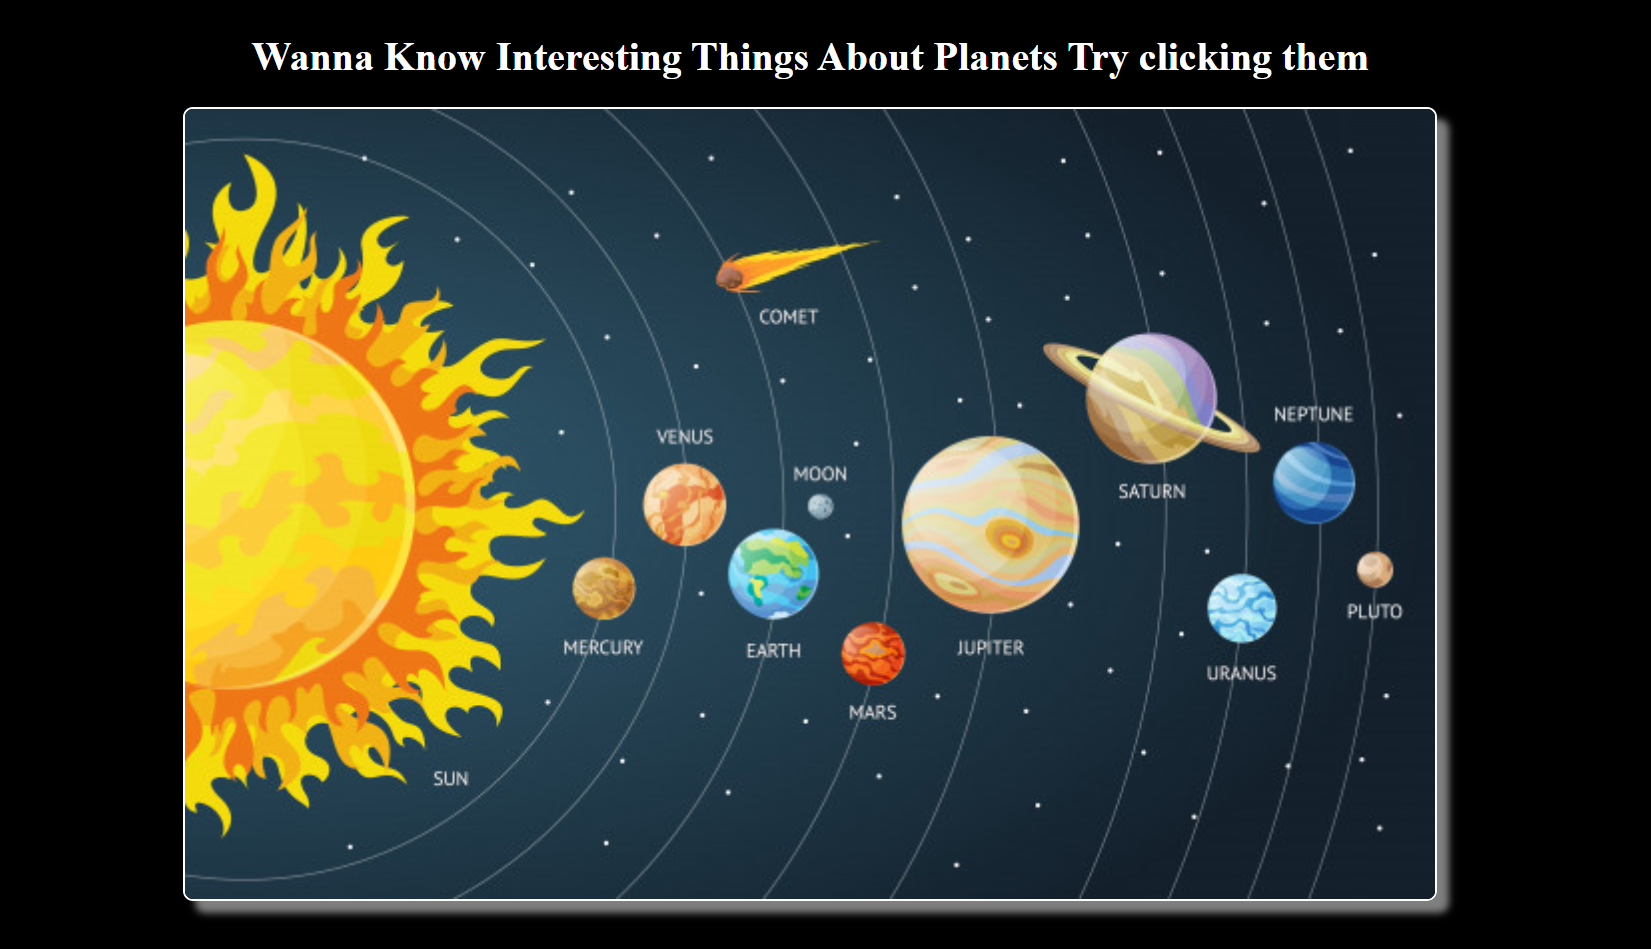 Wanna Know Interesting Things About Planets Try clicking them
COMET
NEPTUNE
VENUS
MOON
SATURN
PLUTO
MERCURY
EARTH
JUPITER
URANUS
MARS
SUN